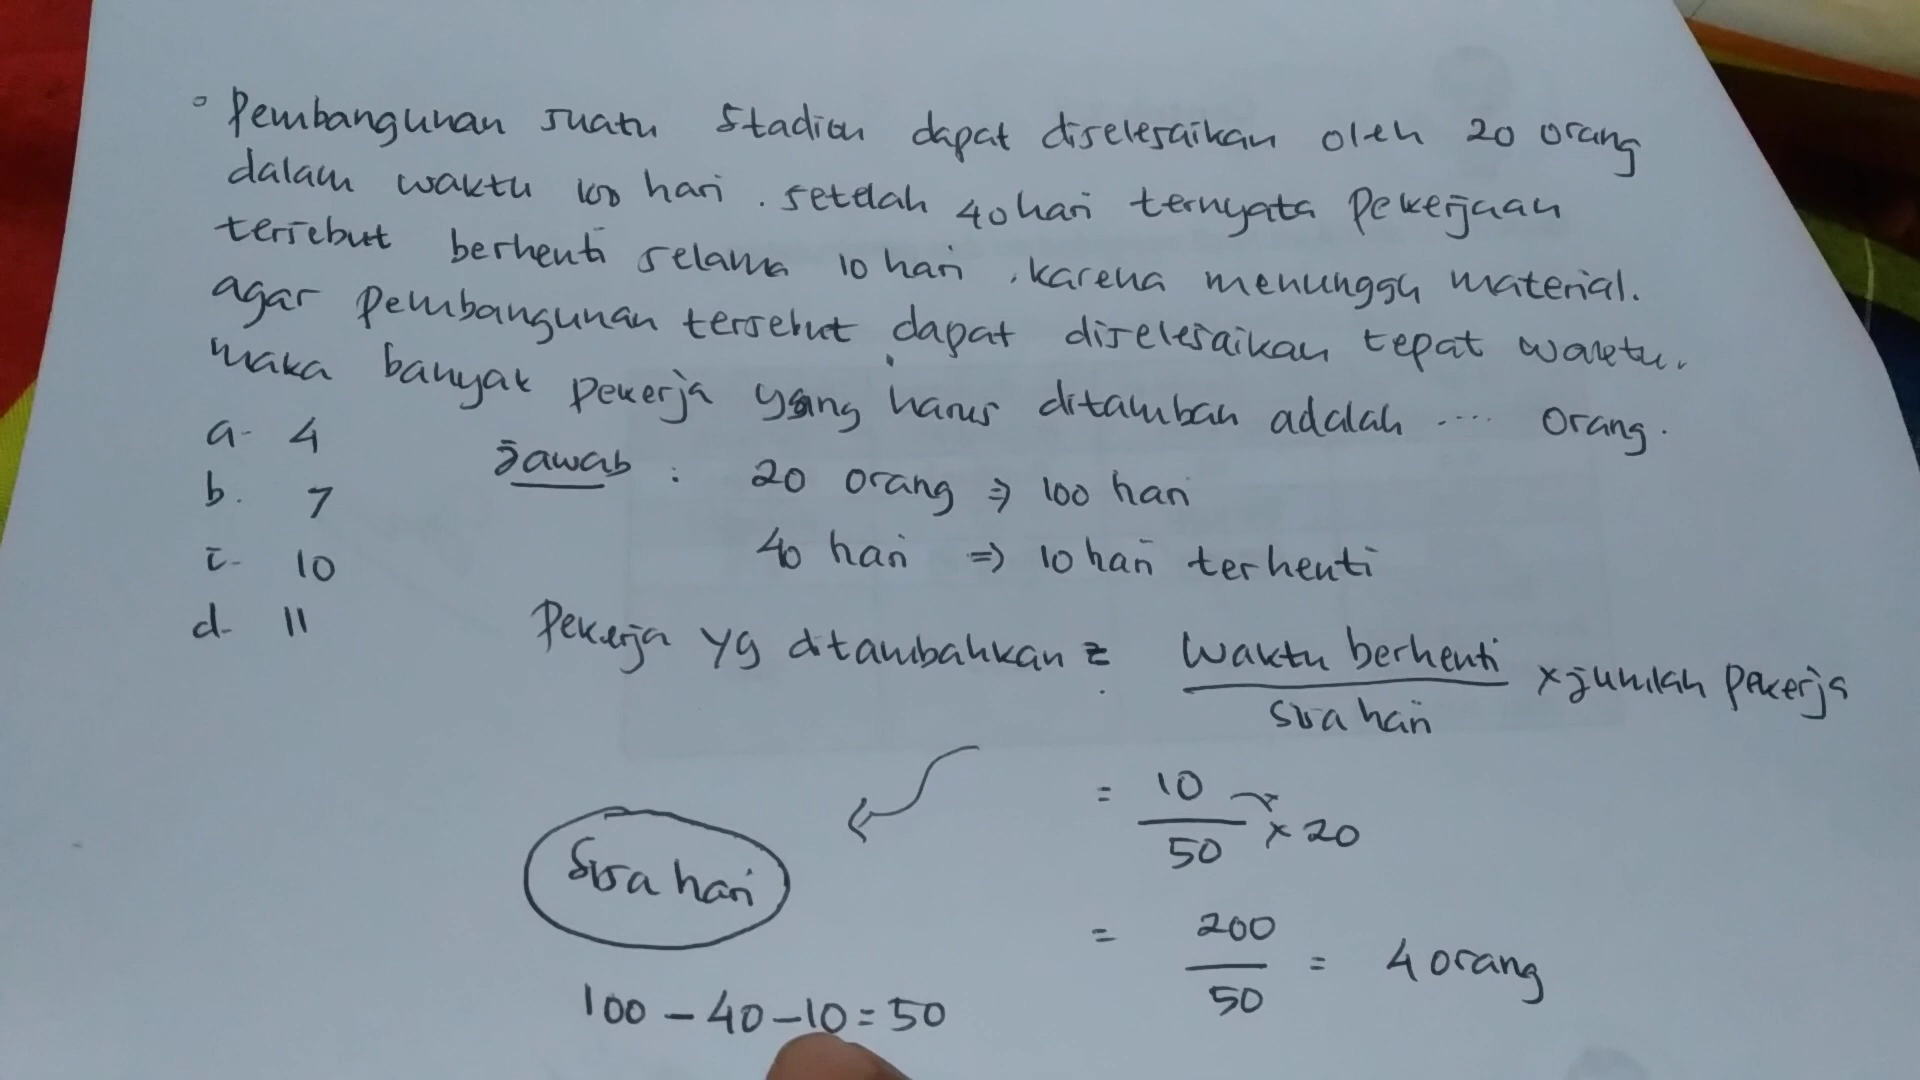 Pembangunan suatu Stadion dapat diselesaikan oleh 20 orang
dalam waktu 100 hari. setelah 40 hari ternyata Pekerjaan
tersebut berhenti selama 10 hari, karena menunggu material.
agar Pembangunan tersebut dapat diselesaikan tepat waktu.
maka banyak Pekerja yang harus ditambah adalah .... orang.
a. 4
b. 7
c. 10
d. 11
Jawab : 20 orang ⇒ 100 hari
40 hari ⇒ 10 hari terhenti
Pekerja yg ditambahkan = Waktu berhenti / sisa hari × jumlah Pekerja
= 10 / 50 × 20
= 200 / 50 = 4 orang
Sisa hari
100 - 40 - 10 = 50